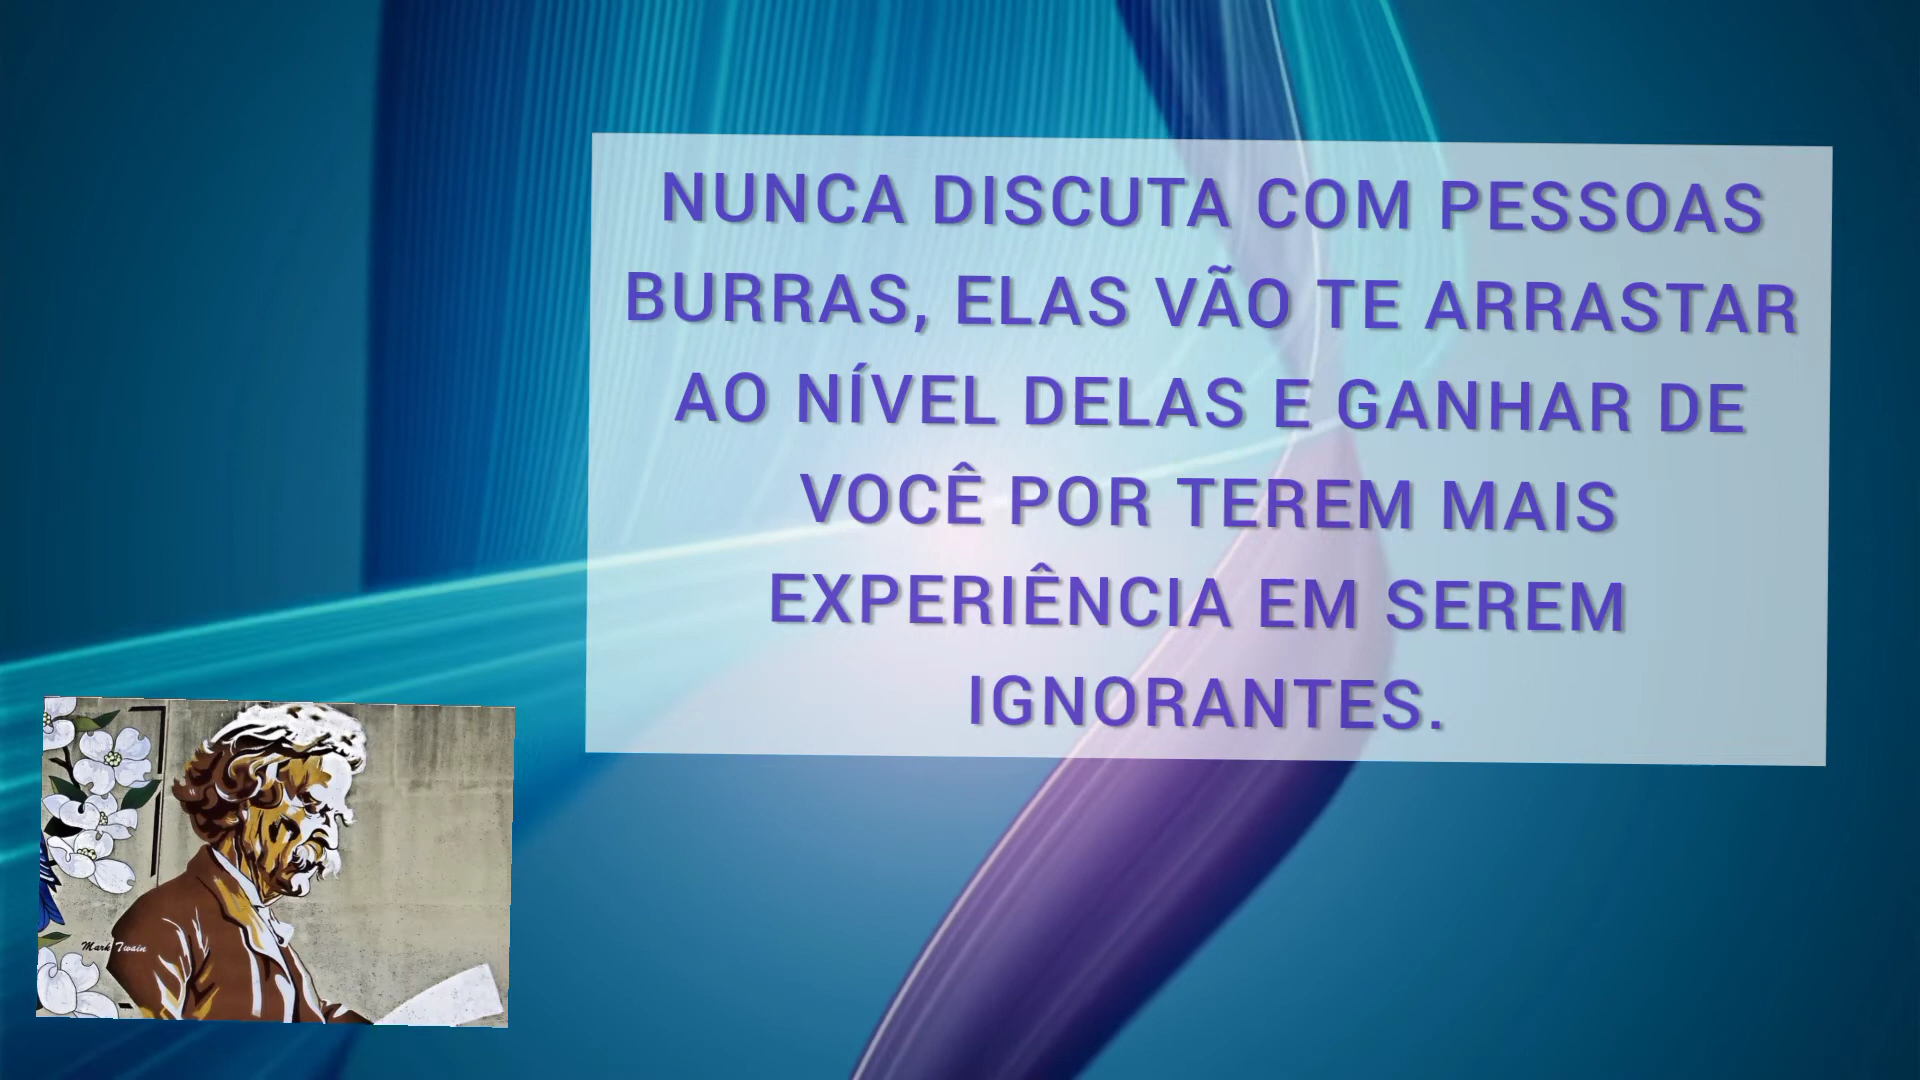 NUNCA DISCUTA COM PESSOAS
BURRAS, ELAS VÃO TE ARRASTAR
AO NÍVEL DELAS E GANHAR DE
VOCÊ POR TEREM MAIS
EXPERIÊNCIA EM SEREM
IGNORANTES.
Mark Twain